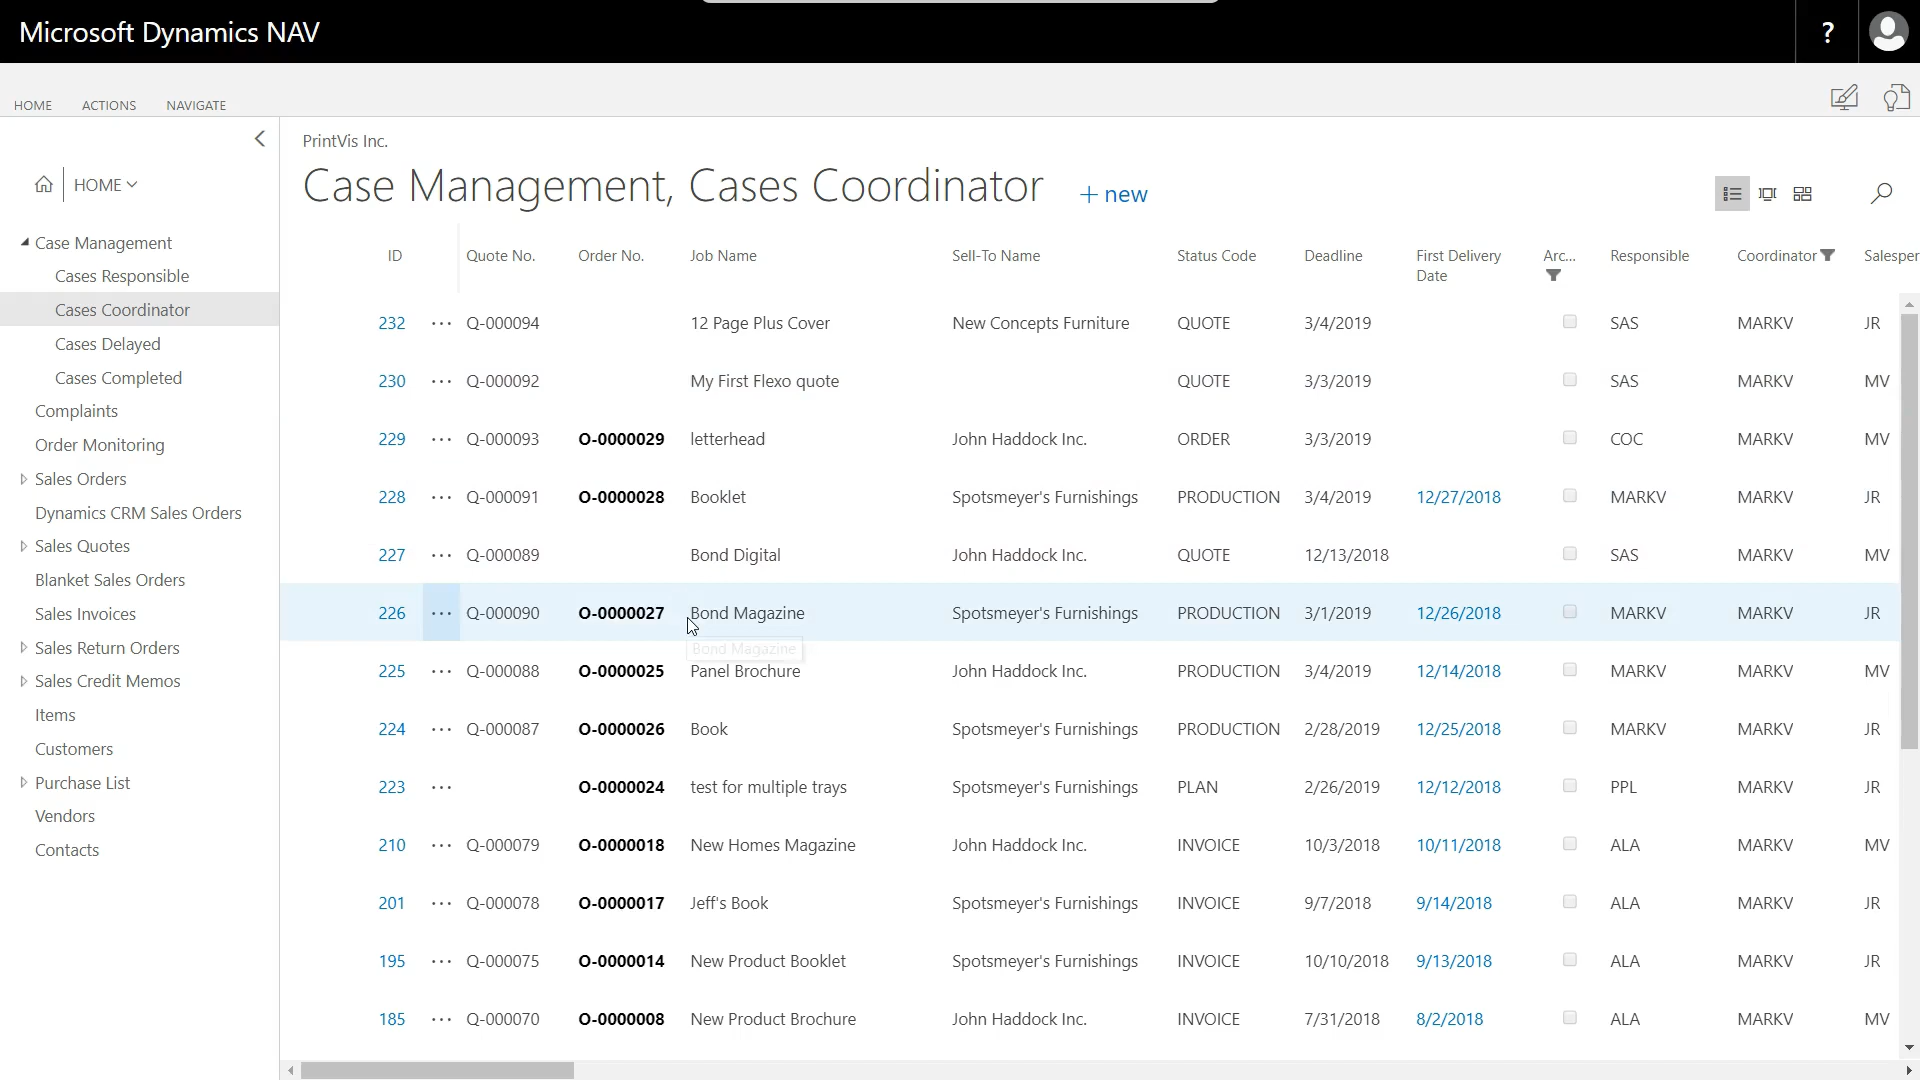 Microsoft Dynamics NAV
?
HOME ACTIONS NAVIGATE
HOME
Case Management
Cases Responsible
Cases Coordinator
Cases Delayed
Cases Completed
Complaints
Order Monitoring
Sales Orders
Dynamics CRM Sales Orders
Sales Quotes
Blanket Sales Orders
Sales Invoices
Sales Return Orders
Sales Credit Memos
Items
Customers
Purchase List
Vendors
Contacts
PrintVis Inc.
Case Management, Cases Coordinator + new
ID Quote No. Order No. Job Name Sell-To Name Status Code Deadline First Delivery Date Arc... Responsible Coordinator Salesper
232 ... Q-000094 12 Page Plus Cover New Concepts Furniture QUOTE 3/4/2019 SAS MARKV JR
230 ... Q-000092 My First Flexo quote QUOTE 3/3/2019 SAS MARKV MV
229 ... Q-000093 O-0000029 letterhead John Haddock Inc. ORDER 3/3/2019 COC MARKV MV
228 ... Q-000091 O-0000028 Booklet Spotsmeyer's Furnishings PRODUCTION 3/4/2019 12/27/2018 MARKV MARKV JR
227 ... Q-000089 Bond Digital John Haddock Inc. QUOTE 12/13/2018 SAS MARKV MV
226 ... Q-000090 O-0000027 Bond Magazine Spotsmeyer's Furnishings PRODUCTION 3/1/2019 12/26/2018 MARKV MARKV JR
Bond Magazine
225 ... Q-000088 O-0000025 Panel Brochure John Haddock Inc. PRODUCTION 3/4/2019 12/14/2018 MARKV MARKV MV
224 ... Q-000087 O-0000026 Book Spotsmeyer's Furnishings PRODUCTION 2/28/2019 12/25/2018 MARKV MARKV JR
223 ... O-0000024 test for multiple trays Spotsmeyer's Furnishings PLAN 2/26/2019 12/12/2018 PPL MARKV JR
210 ... Q-000079 O-0000018 New Homes Magazine John Haddock Inc. INVOICE 10/3/2018 10/11/2018 ALA MARKV MV
201 ... Q-000078 O-0000017 Jeff's Book Spotsmeyer's Furnishings INVOICE 9/7/2018 9/14/2018 ALA MARKV JR
195 ... Q-000075 O-0000014 New Product Booklet Spotsmeyer's Furnishings INVOICE 10/10/2018 9/13/2018 ALA MARKV JR
185 ... Q-000070 O-0000008 New Product Brochure John Haddock Inc. INVOICE 7/31/2018 8/2/2018 ALA MARKV MV